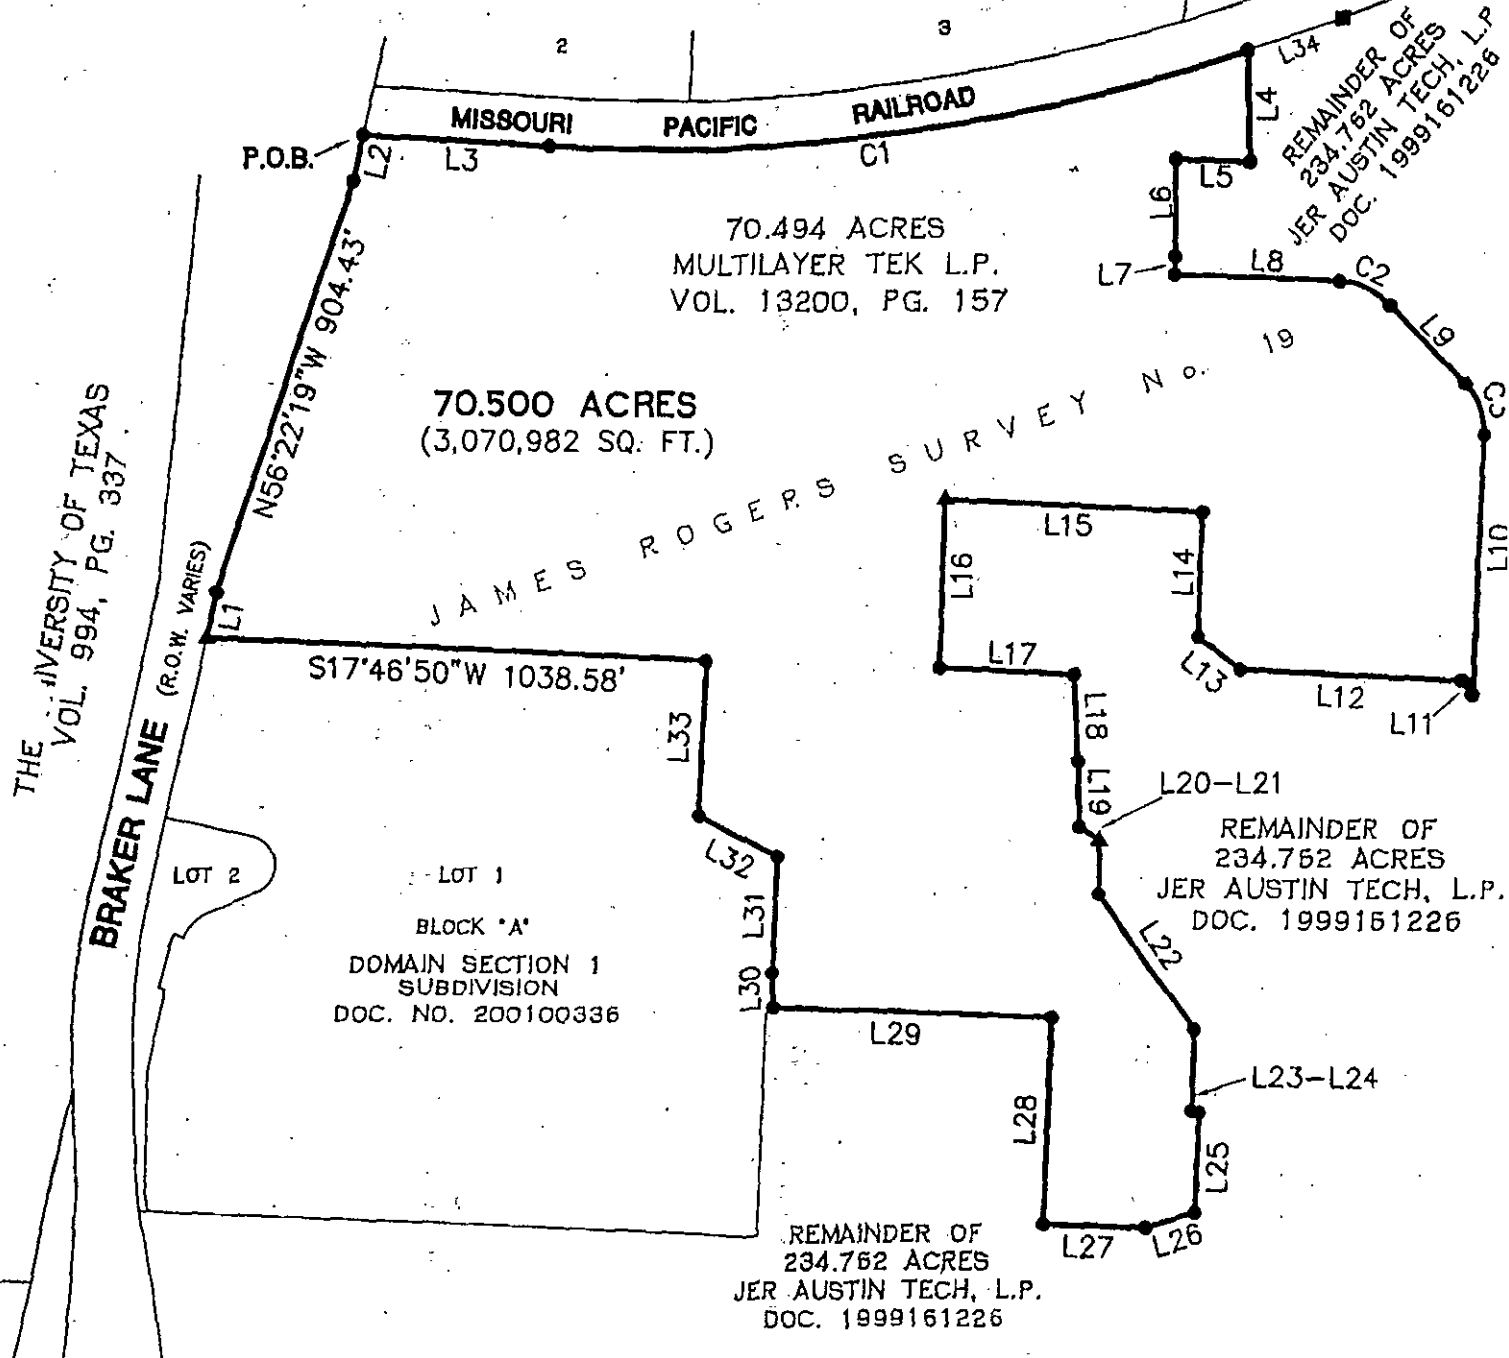 2
3
MISSOURI PACIFIC RAILROAD
P.O.B.
L2
L3
C1
L34
L4
L5
L6
L7
L8
C2
L9
L10
REMAINDER OF
234.762 ACRES
JER AUSTIN TECH, L.P.
DOC. 1999161226
70.494 ACRES
MULTILAYER TEK L.P.
VOL. 13200, PG. 157
N56°22'19"W 904.43'
70.500 ACRES
(3,070,982 SQ. FT.)
JAMES ROGERS SURVEY No. 19
THE UNIVERSITY OF TEXAS
VOL. 994, PG. 337
BRAKER LANE (R.O.W. VARIES)
L1
S17°46'50"W 1038.58'
L15
L16
L14
L17
L13
L12
L11
L18
L19
L20-L21
L33
L32
L31
L30
LOT 2
LOT 1
BLOCK "A"
DOMAIN SECTION 1
SUBDIVISION
DOC. NO. 200100336
REMAINDER OF
234.762 ACRES
JER AUSTIN TECH, L.P.
DOC. 1999161226
L22
L29
L23-L24
L28
L25
L27
L26
REMAINDER OF
234.762 ACRES
JER AUSTIN TECH, L.P.
DOC. 1999161226